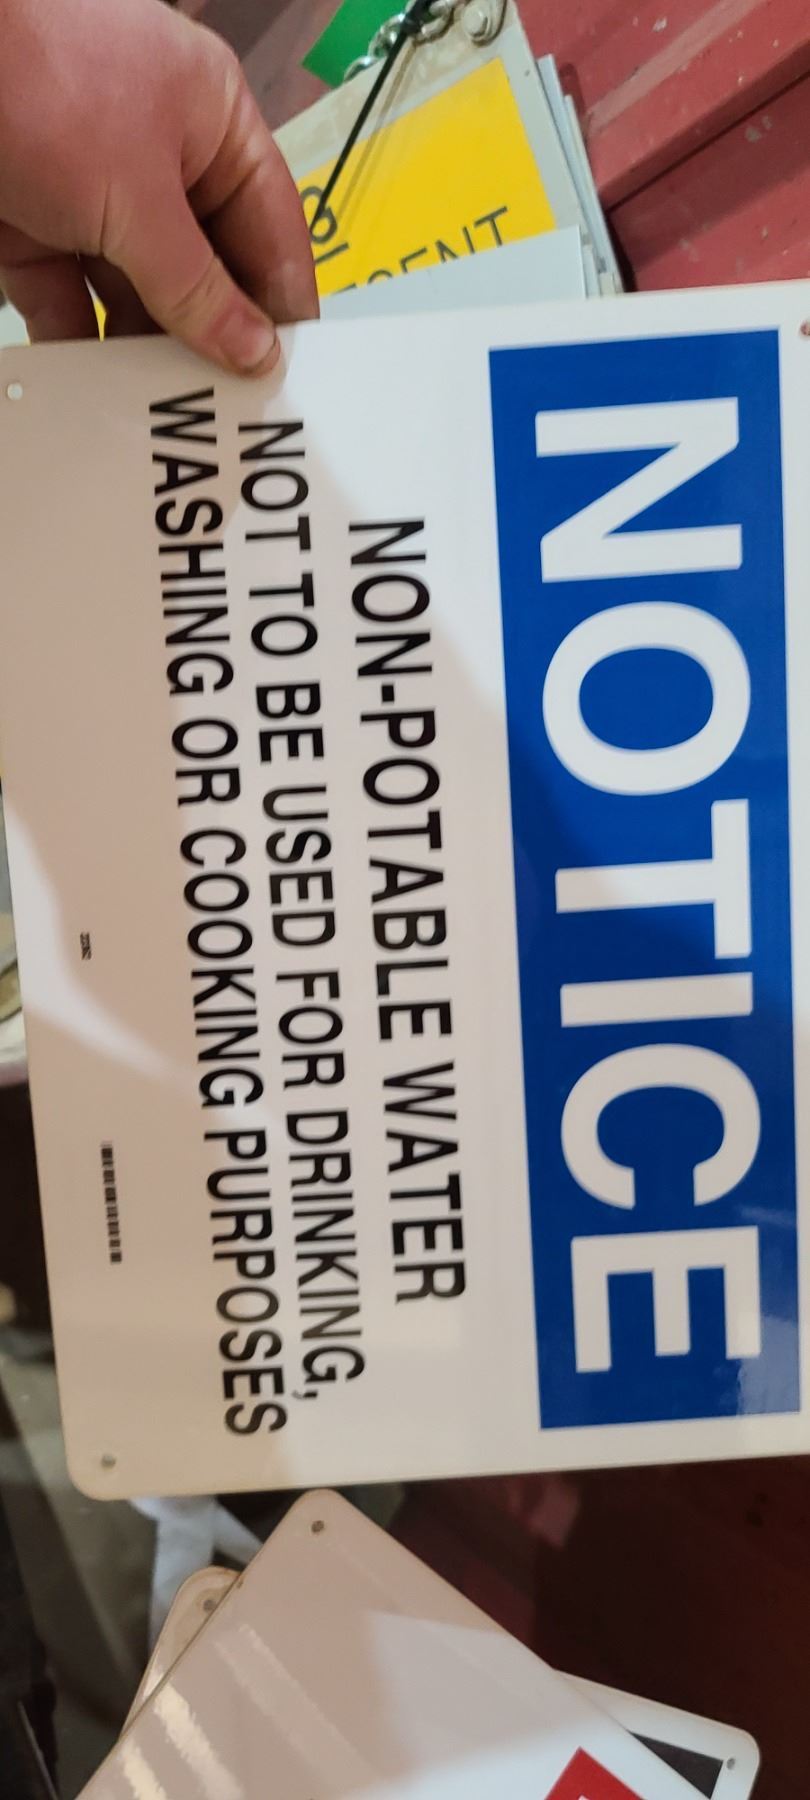 NOTICE
NON-POTABLE WATER
NOT TO BE USED FOR DRINKING,
WASHING OR COOKING PURPOSES